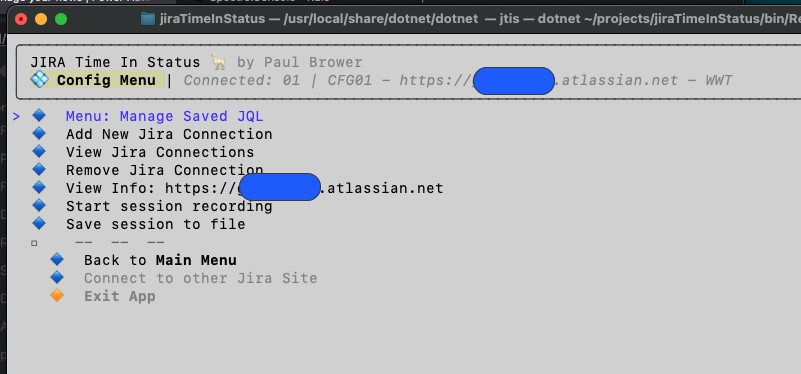 jiraTimeInStatus — /usr/local/share/dotnet/dotnet — jtis — dotnet ~/projects/jiraTimeInStatus/bin/Re
JIRA Time In Status 🦙 by Paul Brower
Config Menu | Connected: 01 | CFG01 – https://.atlassian.net – WWT
> Menu: Manage Saved JQL
Add New Jira Connection
View Jira Connections
Remove Jira Connection
View Info: https://.atlassian.net
Start session recording
Save session to file
— — —
Back to Main Menu
Connect to other Jira Site
Exit App